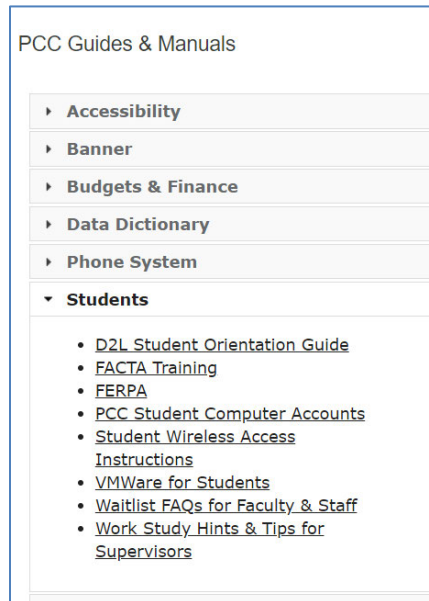 PCC Guides & Manuals
Accessibility
Banner
Budgets & Finance
Data Dictionary
Phone System
Students
D2L Student Orientation Guide
FACTA Training
FERPA
PCC Student Computer Accounts
Student Wireless Access
Instructions
VMWare for Students
Waitlist FAQs for Faculty & Staff
Work Study Hints & Tips for
Supervisors